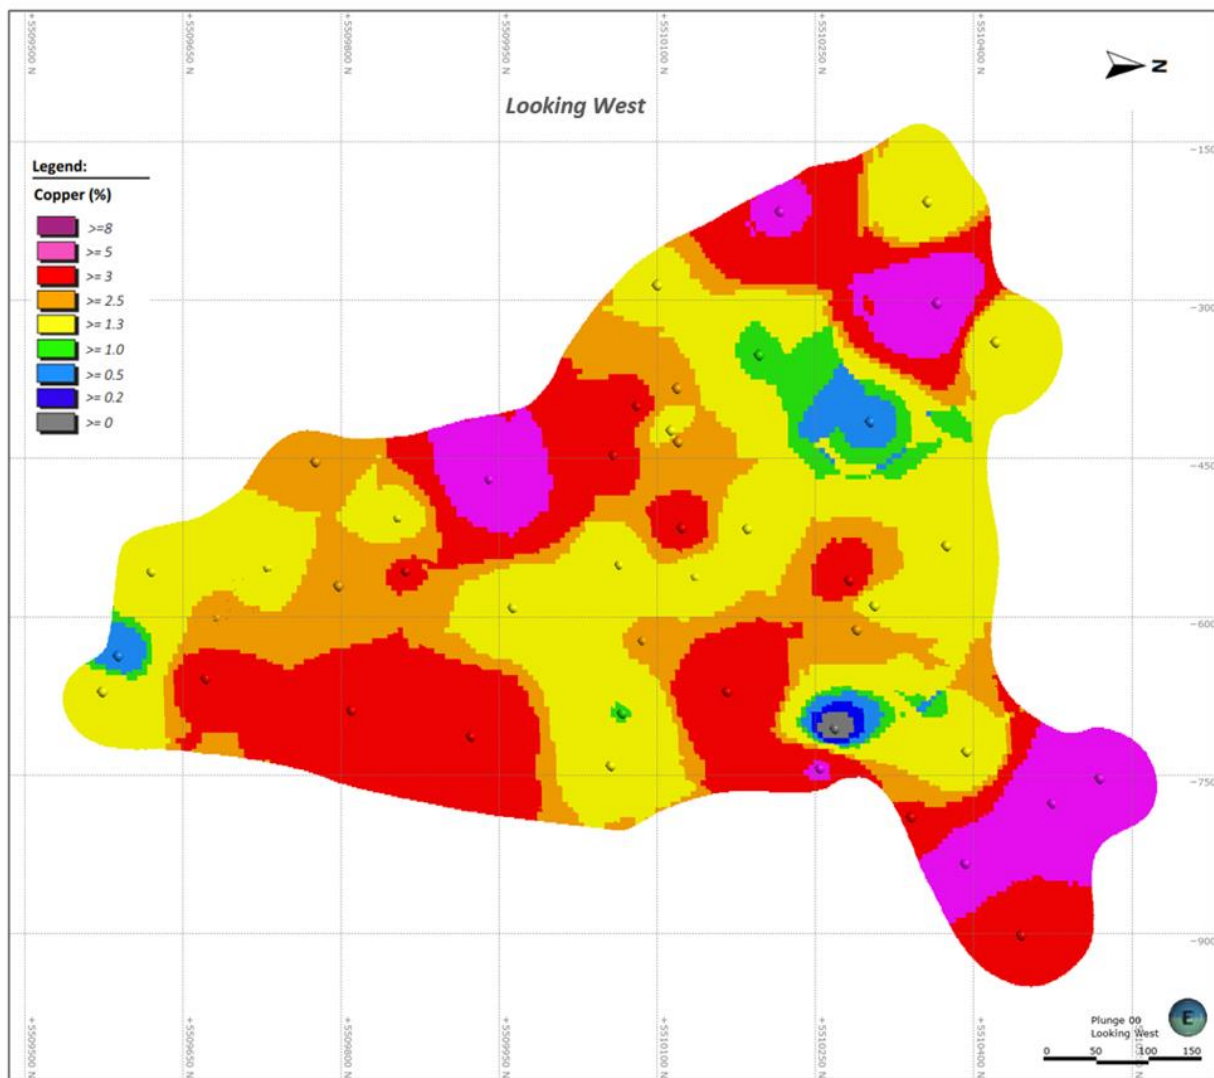 +5509500 N
+5509650 N
+5509800 N
+5509950 N
+5510100 N
+5510250 N
+5510400 N
N
Looking West
-150
Legend:
Copper (%)
>=8
>= 5
>= 3
>= 2.5
>= 1.3
>= 1.0
>= 0.5
>= 0.2
>= 0
-300
-450
-600
-750
-900
+5509500 N
+5509650 N
+5509800 N
+5509950 N
+5510100 N
+5510250 N
+5510400 N
Plunge 00
Looking West
E
0 50 100 150